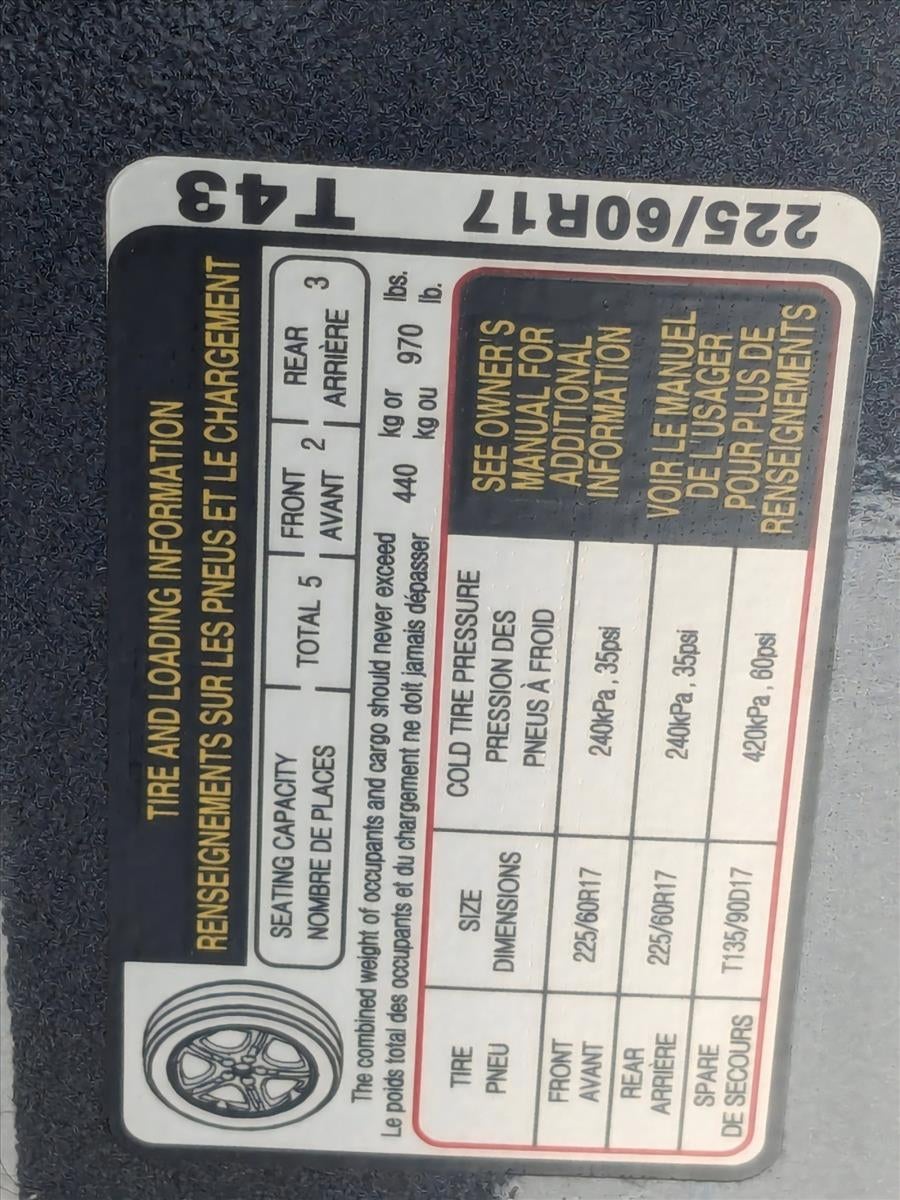 TIRE AND LOADING INFORMATION
RENSEIGNEMENTS SUR LES PNEUS ET LE CHARGEMENT
SEATING CAPACITY
NOMBRE DE PLACES
TOTAL 5
FRONT
AVANT 2
REAR
ARRIÈRE 3
The combined weight of occupants and cargo should never exceed 440 kg or 970 lbs.
Le poids total des occupants et du chargement ne doit jamais dépasser 440 kg ou 970 lb.
TIRE
PNEU
SIZE
DIMENSIONS
COLD TIRE PRESSURE
PRESSION DES
PNEUS À FROID
FRONT
AVANT
225/60R17
240kPa , 35psi
REAR
ARRIÈRE
225/60R17
240kPa , 35psi
SPARE
DE SECOURS
T135/90D17
420kPa , 60psi
SEE OWNER'S
MANUAL FOR
ADDITIONAL
INFORMATION
VOIR LE MANUEL
DE L'USAGER
POUR PLUS DE
RENSEIGNEMENTS
T43
225/60R17